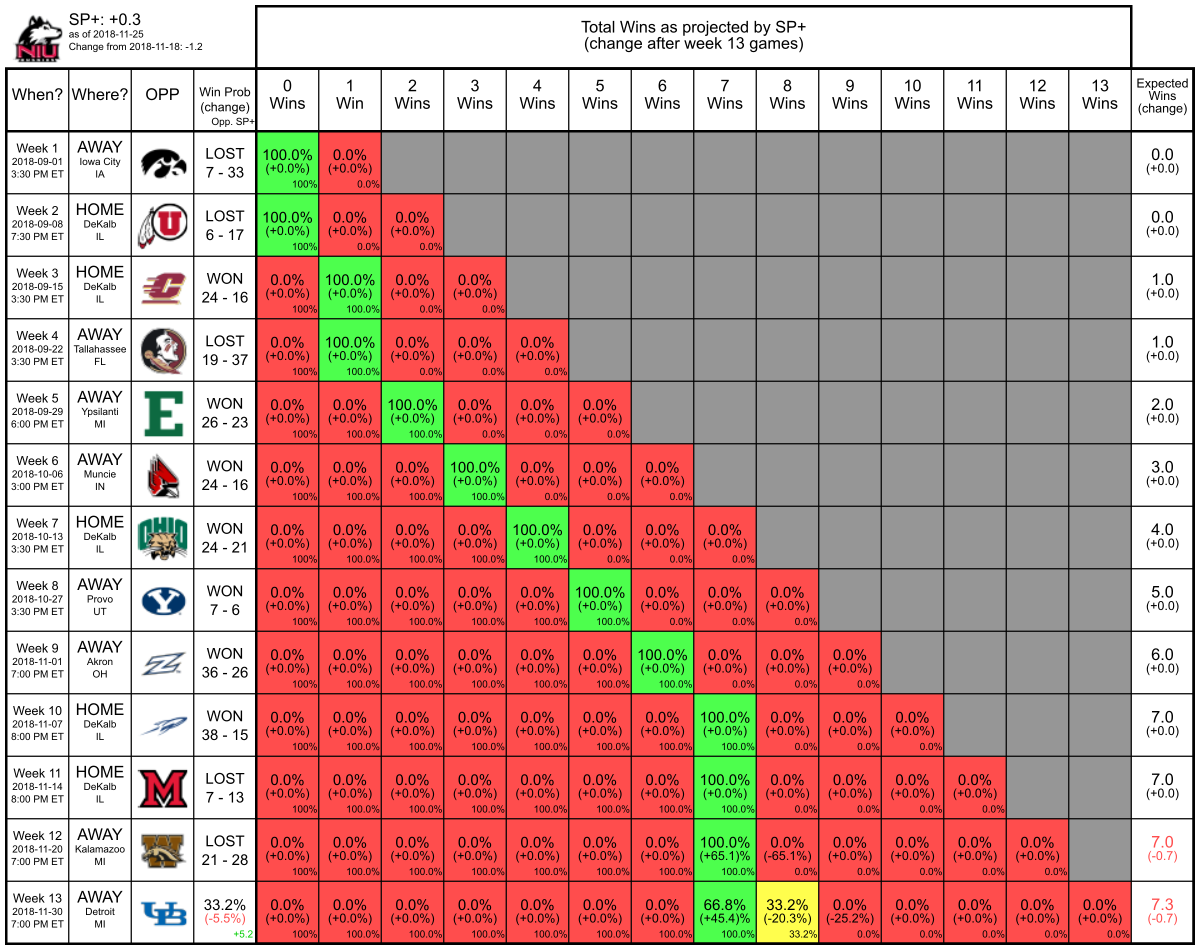 SP+: +0.3
as of 2018-11-25
Change from 2018-11-18: -1.2
NIU
HUSKIES
Total Wins as projected by SP+
(change after week 13 games)
When? Where? OPP Win Prob 0 1 2 3 4 5 6 7 8 9 10 11 12 13 Expected
(change) Wins Win Wins Wins Wins Wins Wins Wins Wins Wins Wins Wins Wins Wins Wins
Opp. SP+ (change)
Week 1 AWAY LOST 100.0% 0.0% 0.0
2018-09-01 Iowa City 7 - 33 (+0.0%) (+0.0%) (+0.0)
3:30 PM ET IA 100% 0.0%
Week 2 HOME U LOST 100.0% 0.0% 0.0% 0.0
2018-09-08 DeKalb 6 - 17 (+0.0%) (+0.0%) (+0.0%) (+0.0)
7:30 PM ET IL 100% 0.0% 0.0%
Week 3 HOME C WON 0.0% 100.0% 0.0% 0.0% 1.0
2018-09-15 DeKalb 24 - 16 (+0.0%) (+0.0%) (+0.0%) (+0.0%) (+0.0)
3:30 PM ET IL 100% 100.0% 0.0% 0.0%
Week 4 AWAY LOST 0.0% 100.0% 0.0% 0.0% 0.0% 1.0
2018-09-22 Tallahassee 19 - 37 (+0.0%) (+0.0%) (+0.0%) (+0.0%) (+0.0%) (+0.0)
3:30 PM ET FL 100% 100.0% 0.0% 0.0% 0.0%
Week 5 AWAY E WON 0.0% 0.0% 100.0% 0.0% 0.0% 0.0% 2.0
2018-09-29 Ypsilanti 26 - 23 (+0.0%) (+0.0%) (+0.0%) (+0.0%) (+0.0%) (+0.0%) (+0.0)
6:00 PM ET MI 100% 100.0% 100.0% 0.0% 0.0% 0.0%
Week 6 AWAY WON 0.0% 0.0% 0.0% 100.0% 0.0% 0.0% 0.0% 3.0
2018-10-06 Muncie 24 - 16 (+0.0%) (+0.0%) (+0.0%) (+0.0%) (+0.0%) (+0.0%) (+0.0%) (+0.0)
3:00 PM ET IN 100% 100.0% 100.0% 100.0% 0.0% 0.0% 0.0%
Week 7 HOME OHIO WON 0.0% 0.0% 0.0% 0.0% 100.0% 0.0% 0.0% 0.0% 4.0
2018-10-13 DeKalb 24 - 21 (+0.0%) (+0.0%) (+0.0%) (+0.0%) (+0.0%) (+0.0%) (+0.0%) (+0.0%) (+0.0)
3:30 PM ET IL 100% 100.0% 100.0% 100.0% 100.0% 0.0% 0.0% 0.0%
Week 8 AWAY Y WON 0.0% 0.0% 0.0% 0.0% 0.0% 100.0% 0.0% 0.0% 0.0% 5.0
2018-10-27 Provo 7 - 6 (+0.0%) (+0.0%) (+0.0%) (+0.0%) (+0.0%) (+0.0%) (+0.0%) (+0.0%) (+0.0%) (+0.0)
3:30 PM ET UT 100% 100.0% 100.0% 100.0% 100.0% 100.0% 0.0% 0.0% 0.0%
Week 9 AWAY Z WON 0.0% 0.0% 0.0% 0.0% 0.0% 0.0% 100.0% 0.0% 0.0% 0.0% 6.0
2018-11-01 Akron 36 - 26 (+0.0%) (+0.0%) (+0.0%) (+0.0%) (+0.0%) (+0.0%) (+0.0%) (+0.0%) (+0.0%) (+0.0%) (+0.0)
7:00 PM ET OH 100% 100.0% 100.0% 100.0% 100.0% 100.0% 100.0% 0.0% 0.0% 0.0%
Week 10 HOME WON 0.0% 0.0% 0.0% 0.0% 0.0% 0.0% 0.0% 100.0% 0.0% 0.0% 0.0% 7.0
2018-11-07 DeKalb 38 - 15 (+0.0%) (+0.0%) (+0.0%) (+0.0%) (+0.0%) (+0.0%) (+0.0%) (+0.0%) (+0.0%) (+0.0%) (+0.0%) (+0.0)
8:00 PM ET IL 100% 100.0% 100.0% 100.0% 100.0% 100.0% 100.0% 100.0% 0.0% 0.0% 0.0%
Week 11 HOME M LOST 0.0% 0.0% 0.0% 0.0% 0.0% 0.0% 0.0% 100.0% 0.0% 0.0% 0.0% 0.0% 7.0
2018-11-14 DeKalb 7 - 13 (+0.0%) (+0.0%) (+0.0%) (+0.0%) (+0.0%) (+0.0%) (+0.0%) (+0.0%) (+0.0%) (+0.0%) (+0.0%) (+0.0%) (+0.0)
8:00 PM ET IL 100% 100.0% 100.0% 100.0% 100.0% 100.0% 100.0% 100.0% 0.0% 0.0% 0.0% 0.0%
Week 12 AWAY W LOST 0.0% 0.0% 0.0% 0.0% 0.0% 0.0% 0.0% 100.0% 0.0% 0.0% 0.0% 0.0% 0.0% 7.0
2018-11-20 Kalamazoo 21 - 28 (+0.0%) (+0.0%) (+0.0%) (+0.0%) (+0.0%) (+0.0%) (+0.0%) (+65.1)% (-65.1%) (+0.0%) (+0.0%) (+0.0%) (+0.0%) (-0.7)
7:00 PM ET MI 100% 100.0% 100.0% 100.0% 100.0% 100.0% 100.0% 100.0% 0.0% 0.0% 0.0% 0.0% 0.0%
Week 13 AWAY UB 33.2% 0.0% 0.0% 0.0% 0.0% 0.0% 0.0% 0.0% 66.8% 33.2% 0.0% 0.0% 0.0% 0.0% 0.0% 7.3
2018-11-30 Detroit (-5.5%) (+0.0%) (+0.0%) (+0.0%) (+0.0%) (+0.0%) (+0.0%) (+0.0%) (+45.4)% (-20.3%) (-25.2%) (+0.0%) (+0.0%) (+0.0%) (+0.0%) (-0.7)
7:00 PM ET MI +5.2 100% 100.0% 100.0% 100.0% 100.0% 100.0% 100.0% 100.0% 33.2% 0.0% 0.0% 0.0% 0.0% 0.0%